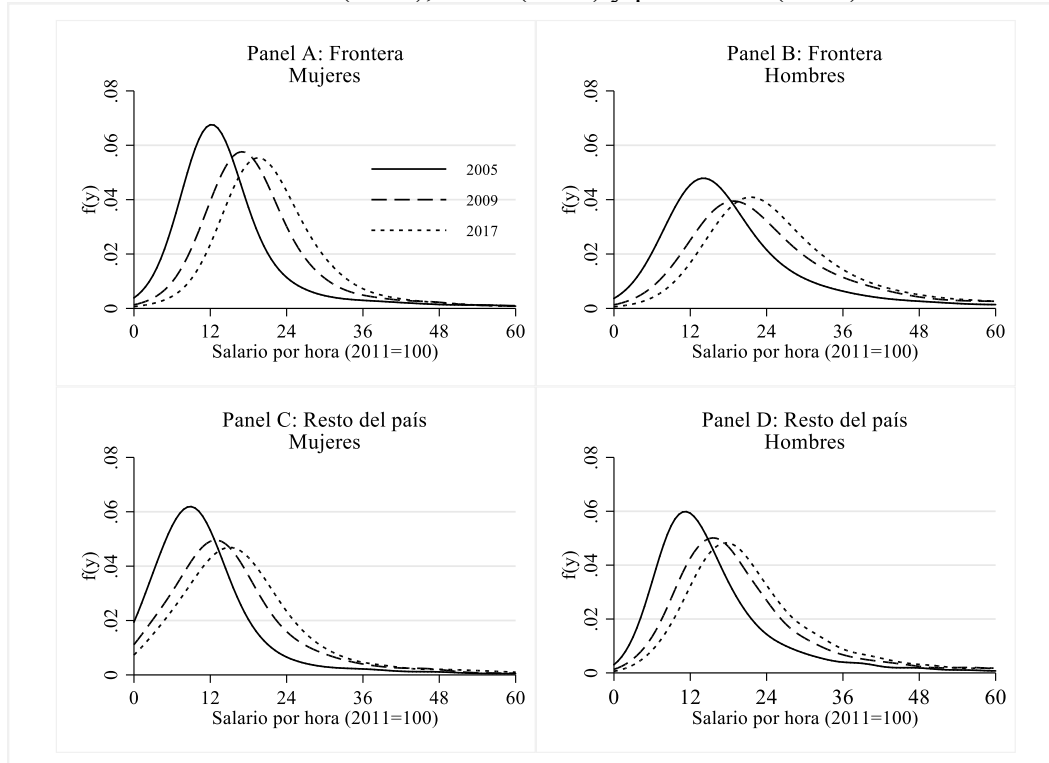 Panel A: Frontera
Mujeres
.08
.06
.04
.02
0
f(y)
2005
2009
2017
0 12 24 36 48 60
Salario por hora (2011=100)
Panel B: Frontera
Hombres
.08
.06
.04
.02
0
f(y)
0 12 24 36 48 60
Salario por hora (2011=100)
Panel C: Resto del país
Mujeres
.08
.06
.04
.02
0
f(y)
0 12 24 36 48 60
Salario por hora (2011=100)
Panel D: Resto del país
Hombres
.08
.06
.04
.02
0
f(y)
0 12 24 36 48 60
Salario por hora (2011=100)